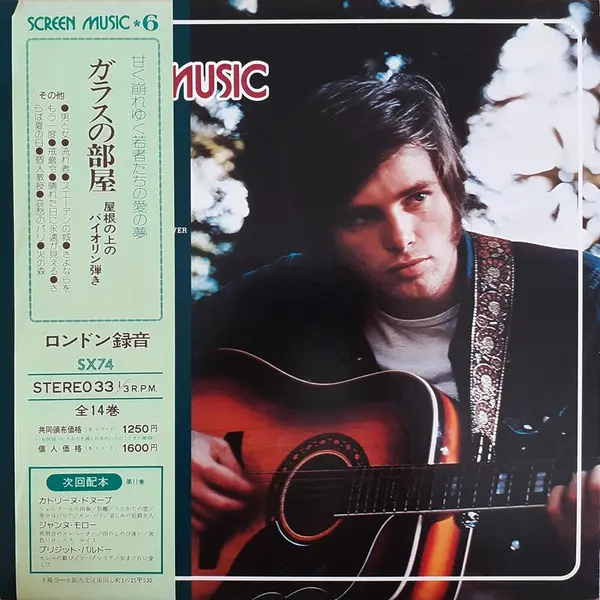 SCREEN MUSIC *6
MUSIC
甘く崩れゆく若者たちの愛の夢
ガラスの部屋
屋根の上の
バイオリン弾き
その他
●男と女●流れ者●スエーデンの城●さよならを
もう一度●戒厳令●晴れた日に永遠が見える●さ
らば夏の日●個人教授●哀愁のパリ●火の森
ロンドン録音
SX74
STEREO 33 1/3 R.P.M.
全14巻
共同頒布価格
1250円
個人価格
1600円
次回配本
第11巻
カトリーヌ・ドヌーブ
ジャンヌ・モロー
ブリジット・バルドー